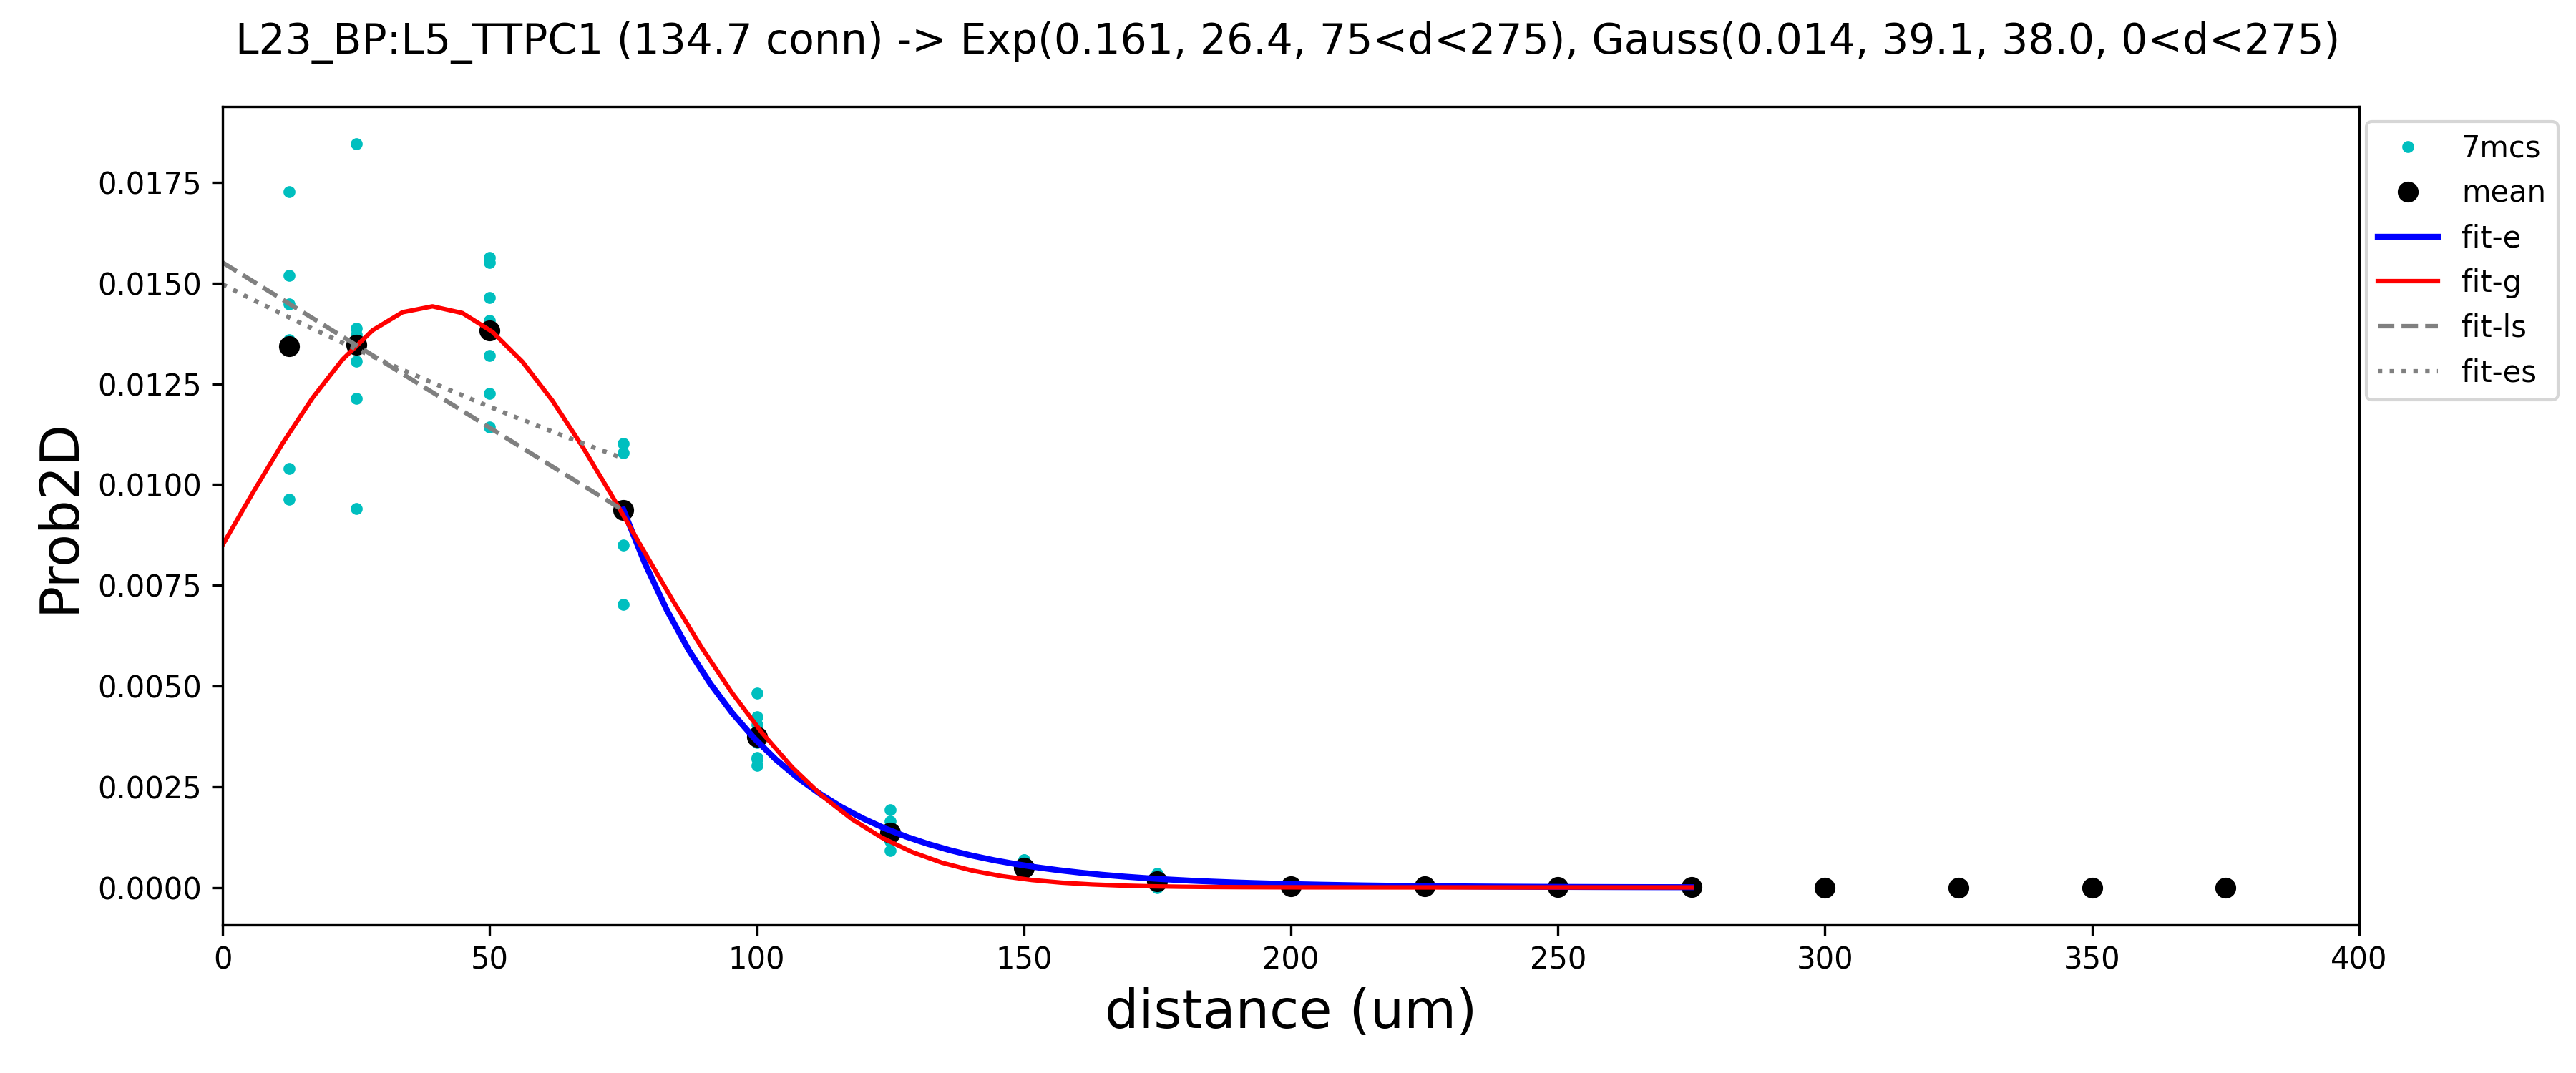 L23_BP:L5_TTPC1 (134.7 conn) -> Exp(0.161, 26.4, 75<d<275), Gauss(0.014, 39.1, 38.0, 0<d<275)
7mcs
mean
fit-e
fit-g
fit-ls
fit-es
Prob2D
0.0175
0.0150
0.0125
0.0100
0.0075
0.0050
0.0025
0.0000
0 50 100 150 200 250 300 350 400
distance (um)